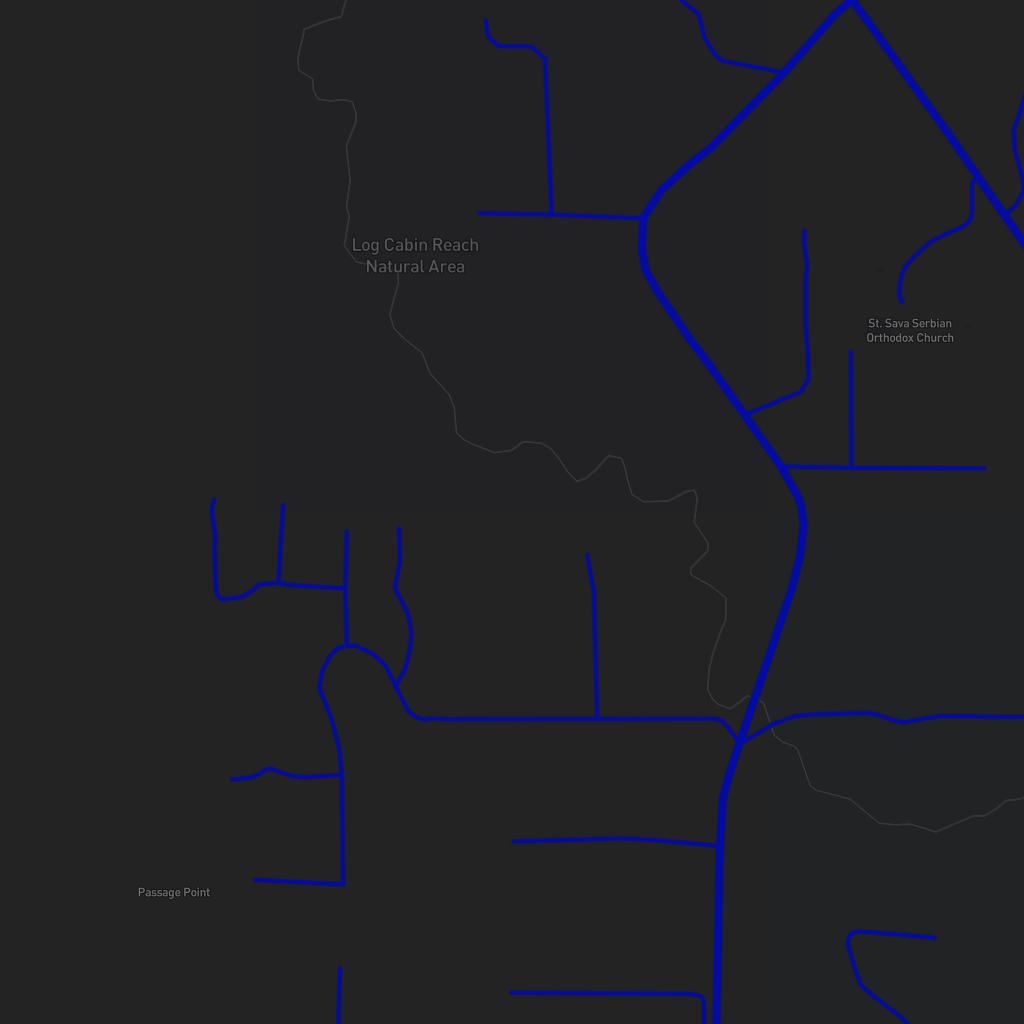 Log Cabin Reach
Natural Area
St. Sava Serbian
Orthodox Church
Passage Point